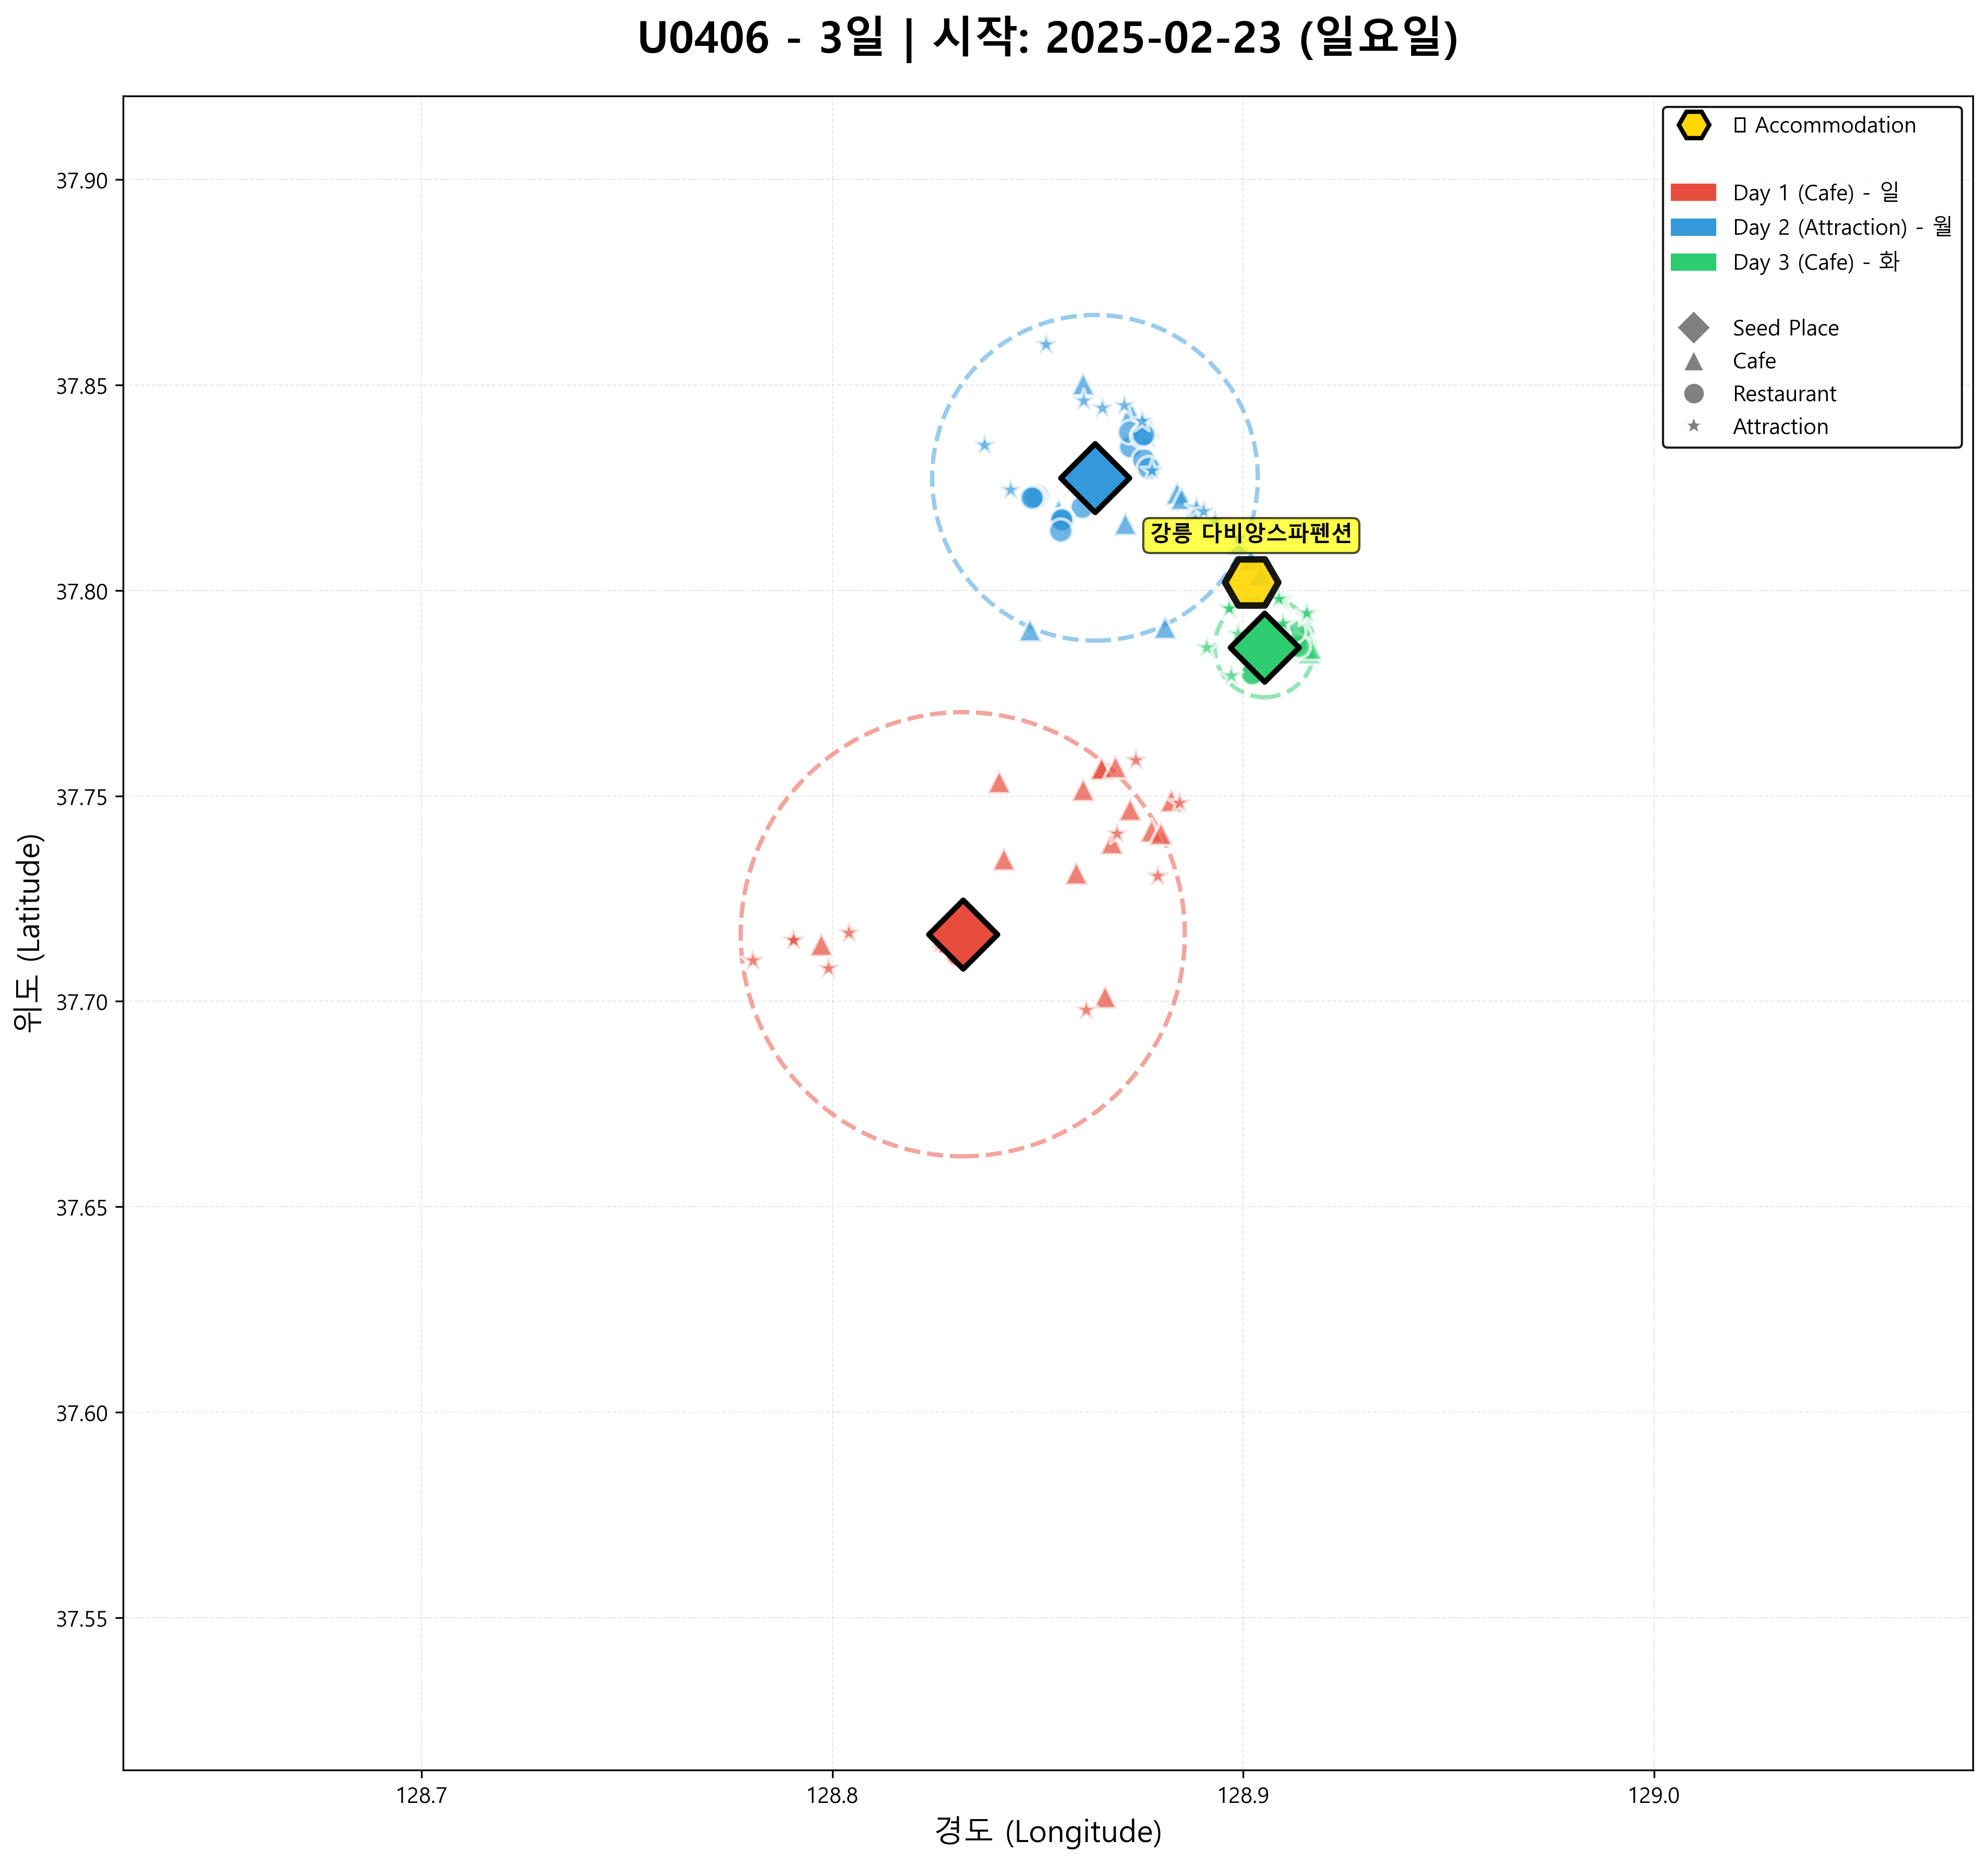 U0406 - 3일 | 시작: 2025-02-23 (일요일)
Accommodation
Day 1 (Cafe) - 일
Day 2 (Attraction) - 월
Day 3 (Cafe) - 화
Seed Place
Cafe
Restaurant
Attraction
강릉 다비앙스파펜션
37.90
37.85
37.80
37.75
37.70
37.65
37.60
37.55
위도 (Latitude)
128.7
128.8
128.9
129.0
경도 (Longitude)